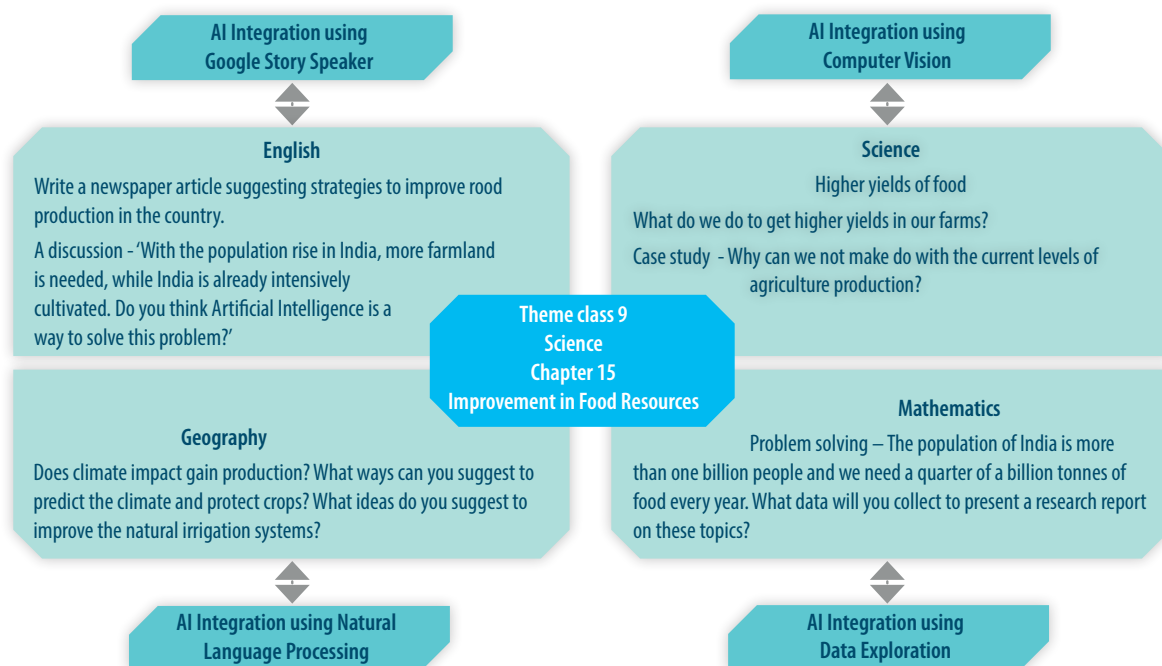 AI Integration using
Google Story Speaker
AI Integration using
Computer Vision
English
Write a newspaper article suggesting strategies to improve rood
production in the country.
A discussion - ‘With the population rise in India, more farmland
is needed, while India is already intensively
cultivated. Do you think Artificial Intelligence is a
way to solve this problem?’
Science
Higher yields of food
What do we do to get higher yields in our farms?
Case study - Why can we not make do with the current levels of
agriculture production?
Theme class 9
Science
Chapter 15
Improvement in Food Resources
Geography
Does climate impact gain production? What ways can you suggest to
predict the climate and protect crops? What ideas do you suggest to
improve the natural irrigation systems?
Mathematics
Problem solving – The population of India is more
than one billion people and we need a quarter of a billion tonnes of
food every year. What data will you collect to present a research report
on these topics?
AI Integration using Natural
Language Processing
AI Integration using
Data Exploration